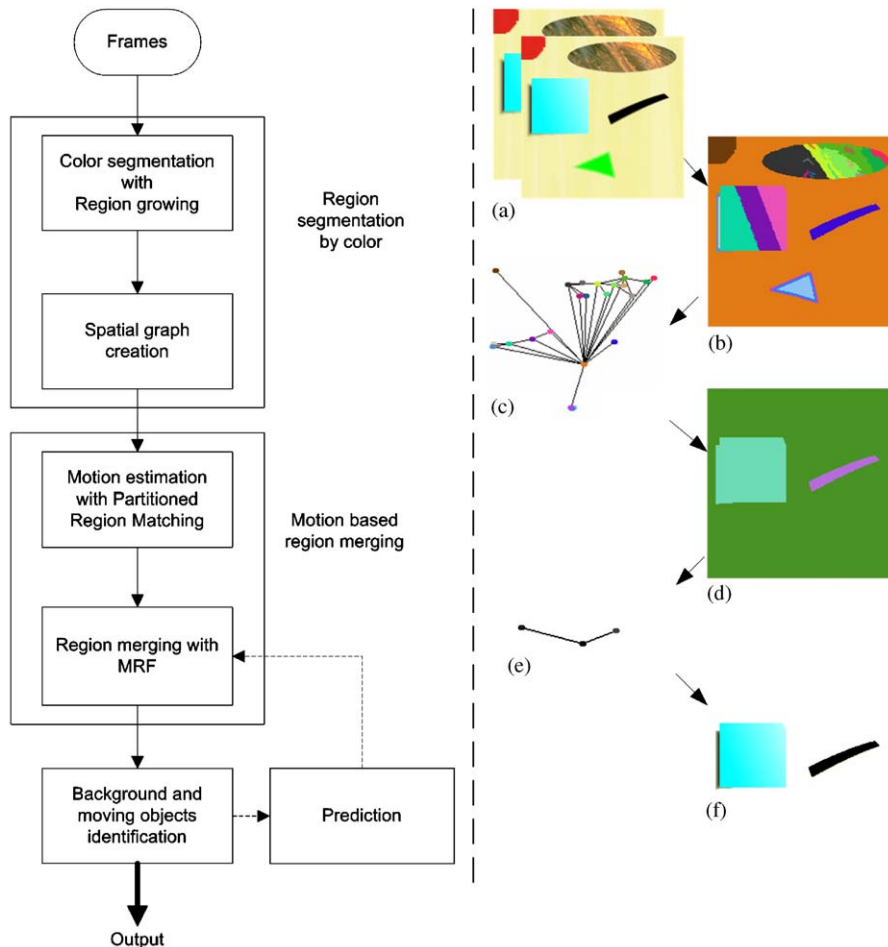 Frames
Color segmentation
with
Region growing
Region
segmentation
by color
Spatial graph
creation
Motion estimation
with Partitioned
Region Matching
Motion based
region merging
Region merging with
MRF
Background and
moving objects
identification
Prediction
Output
(a)
(b)
(c)
(d)
(e)
(f)